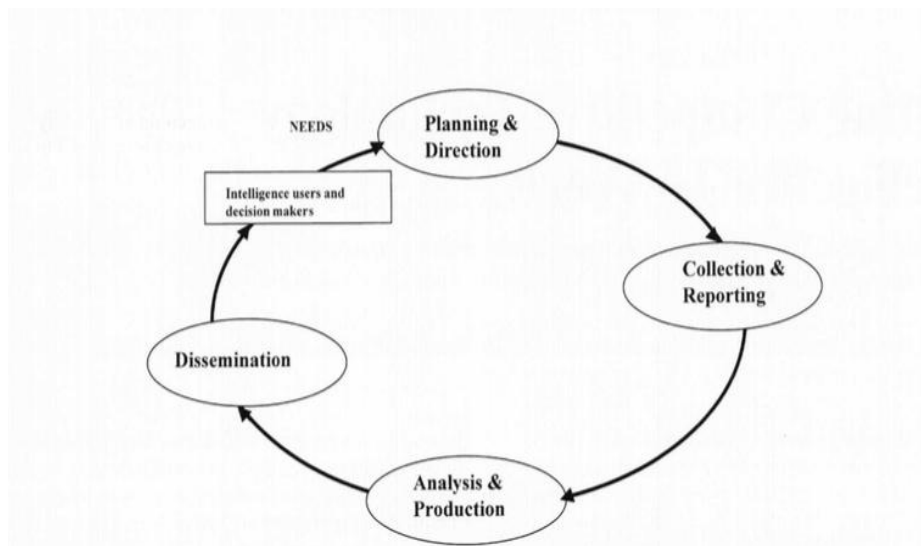 NEEDS
Planning &
Direction
Intelligence users and
decision makers
Collection &
Reporting
Dissemination
Analysis &
Production